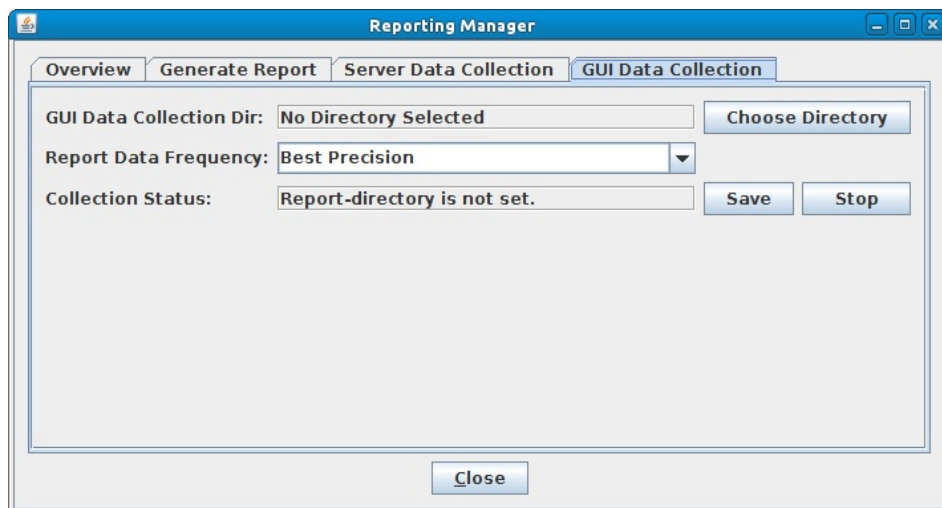 Reporting Manager
Overview Generate Report Server Data Collection GUI Data Collection
GUI Data Collection Dir: No Directory Selected Choose Directory
Report Data Frequency: Best Precision
Collection Status: Report-directory is not set. Save Stop
Close